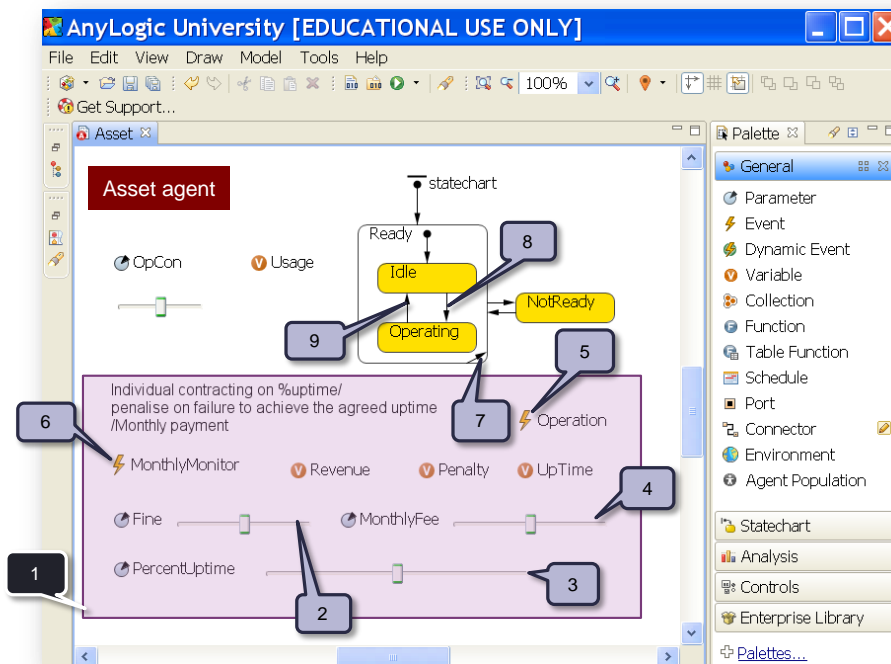 AnyLogic University [EDUCATIONAL USE ONLY]
File Edit View Draw Model Tools Help
100%
Get Support...
Asset
Palette
Asset agent
statechart
General
Ready
8
Parameter
Event
OpCon
Usage
Idle
Dynamic Event
Variable
NotReady
Collection
Operating
Function
9
5
Table Function
Schedule
Individual contracting on %uptime/
penalise on failure to achieve the agreed uptime
/Monthly payment
6
7
Operation
Port
Connector
MonthlyMonitor
Revenue
Penalty
UpTime
Environment
Agent Population
4
Fine
MonthlyFee
Statechart
Analysis
1
PercentUptime
3
Controls
2
Enterprise Library
Palettes...